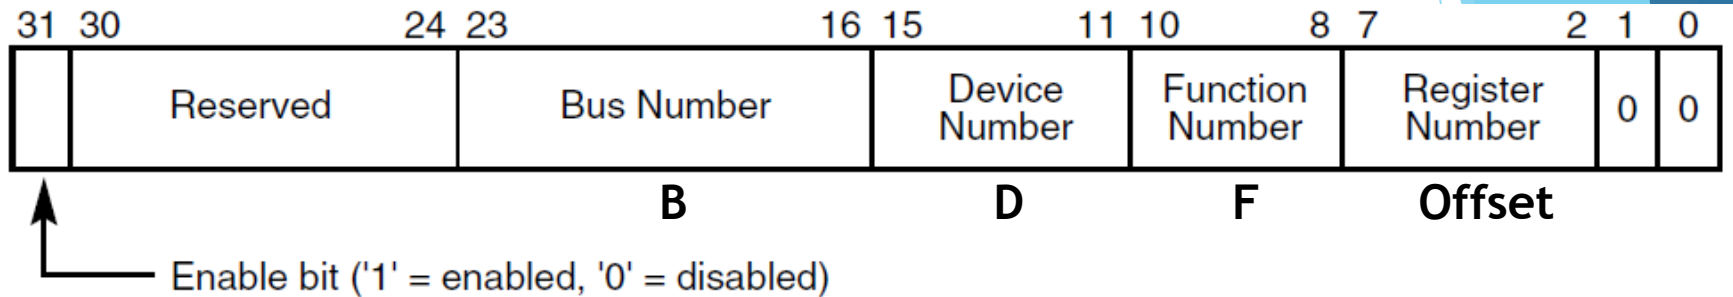 31 30 24 23 16 15 11 10 8 7 2 1 0
Reserved
Bus Number
Device
Number
Function
Number
Register
Number
0
0
B D F Offset
Enable bit ('1' = enabled, '0' = disabled)